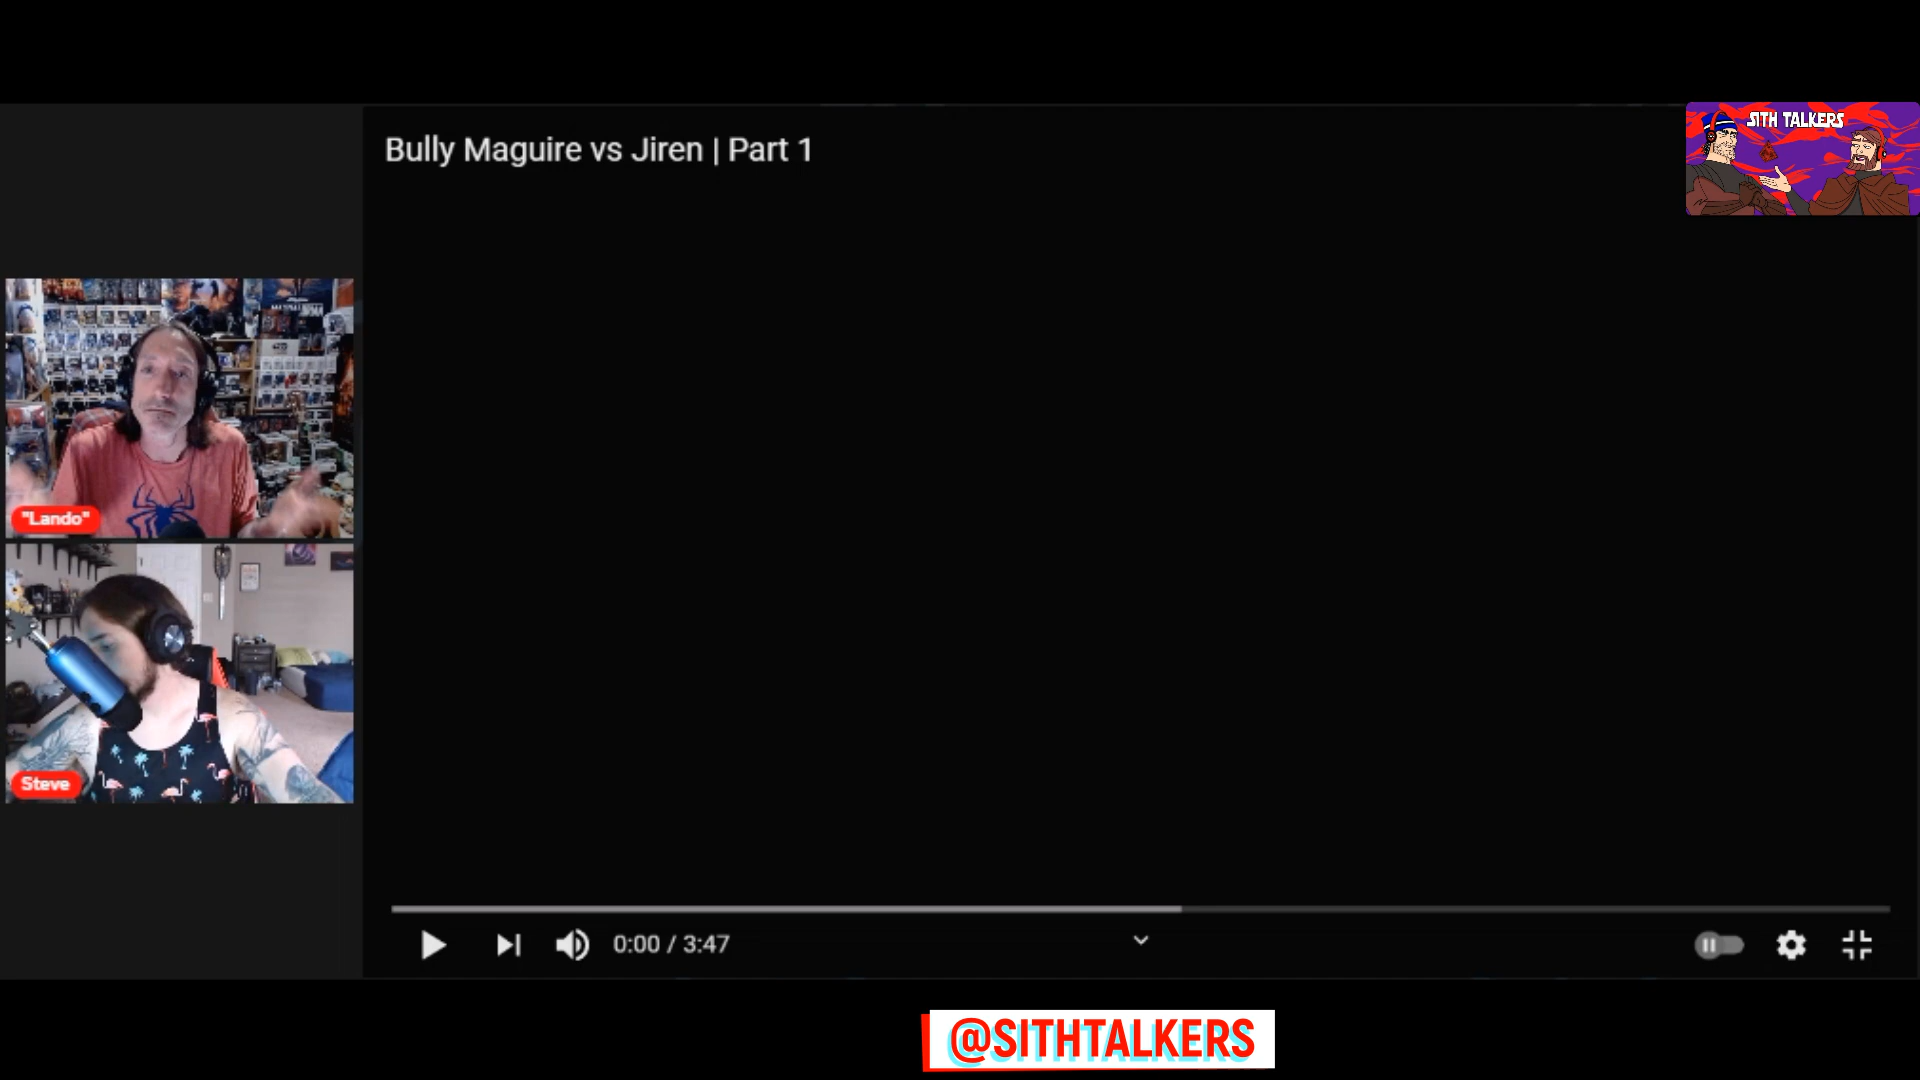 Bully Maguire vs Jiren | Part 1
SITH TALKERS
"Lando"
Steve
0:00 / 3:47
@SITHTALKERS